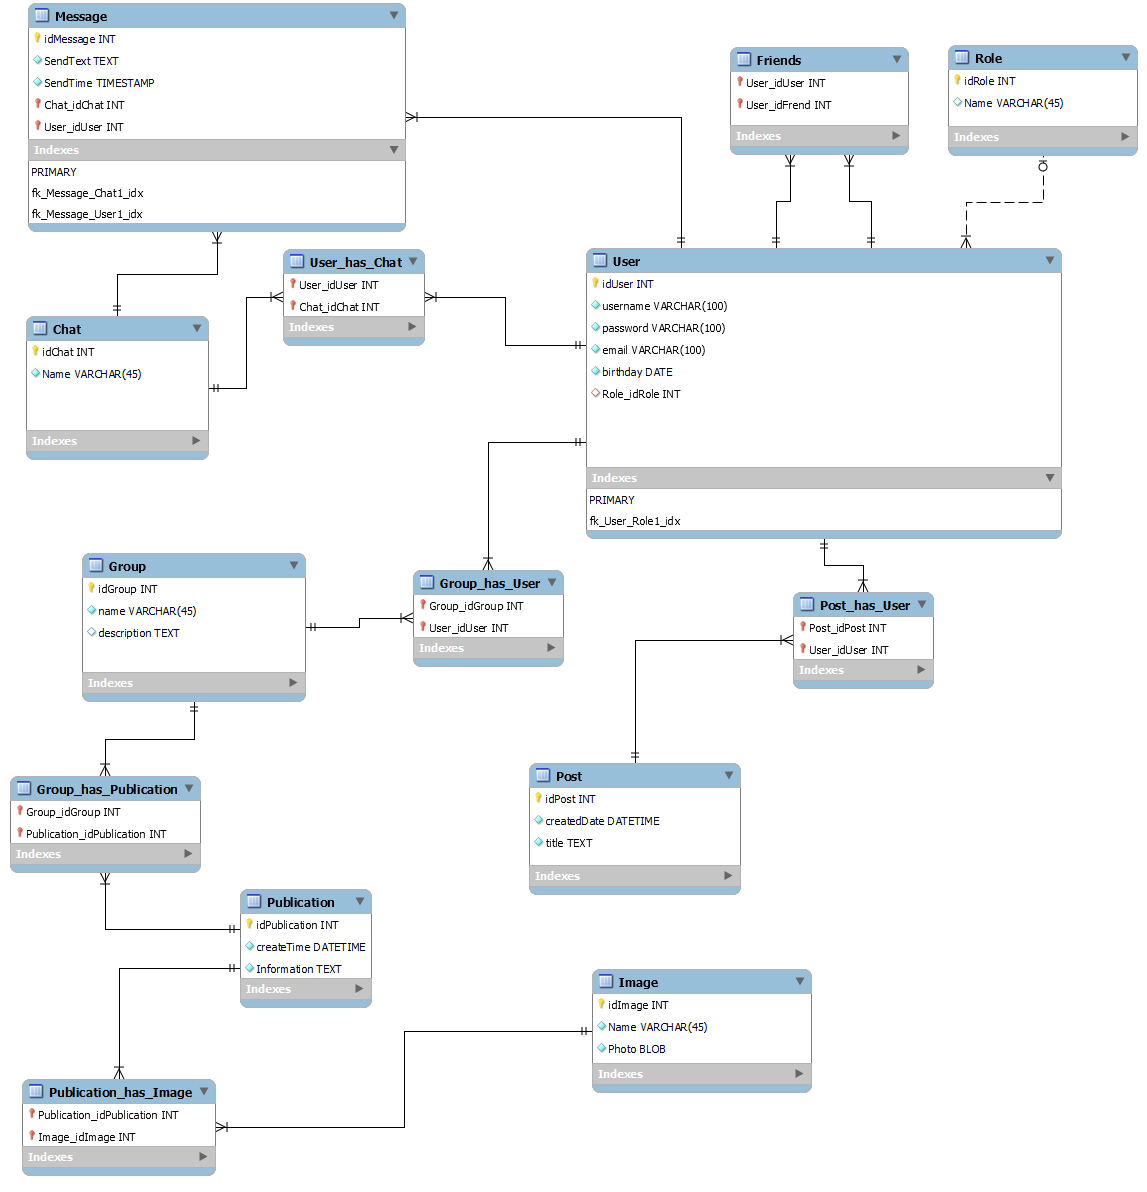 Message
idMessage INT
SendText TEXT
SendTime TIMESTAMP
Chat_idChat INT
User_idUser INT
Indexes
PRIMARY
fk_Message_Chat1_idx
fk_Message_User1_idx
Friends
User_idUser INT
User_idFrend INT
Indexes
Role
idRole INT
Name VARCHAR(45)
Indexes
User_has_Chat
User_idUser INT
Chat_idChat INT
Indexes
User
idUser INT
username VARCHAR(100)
password VARCHAR(100)
email VARCHAR(100)
birthday DATE
Role_idRole INT
Indexes
PRIMARY
fk_User_Role1_idx
Chat
idChat INT
Name VARCHAR(45)
Indexes
Group
idGroup INT
name VARCHAR(45)
description TEXT
Indexes
Group_has_User
Group_idGroup INT
User_idUser INT
Indexes
Post_has_User
Post_idPost INT
User_idUser INT
Indexes
Group_has_Publication
Group_idGroup INT
Publication_idPublication INT
Indexes
Post
idPost INT
createdDate DATETIME
title TEXT
Indexes
Publication
idPublication INT
createTime DATETIME
Information TEXT
Indexes
Image
idImage INT
Name VARCHAR(45)
Photo BLOB
Indexes
Publication_has_Image
Publication_idPublication INT
Image_idImage INT
Indexes